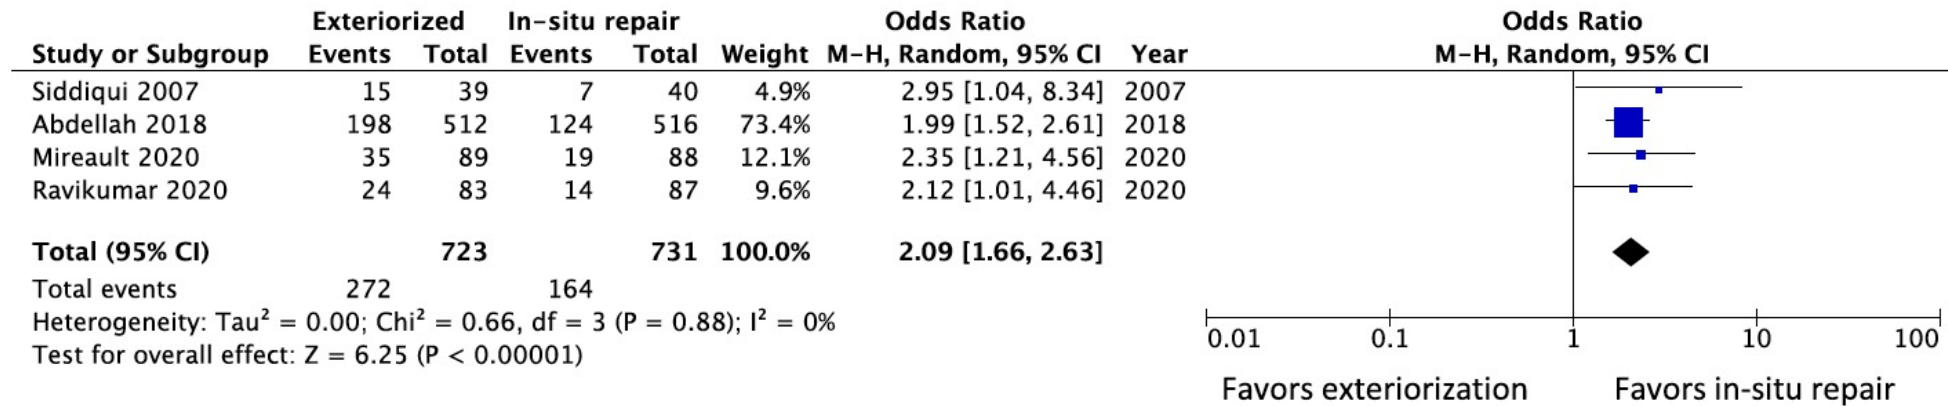 Exteriorized In-situ repair Odds Ratio Odds Ratio
Study or Subgroup Events Total Events Total Weight M-H, Random, 95% CI Year M-H, Random, 95% CI
Siddiqui 2007 15 39 7 40 4.9% 2.95 [1.04, 8.34] 2007
Abdellah 2018 198 512 124 516 73.4% 1.99 [1.52, 2.61] 2018
Mireault 2020 35 89 19 88 12.1% 2.35 [1.21, 4.56] 2020
Ravikumar 2020 24 83 14 87 9.6% 2.12 [1.01, 4.46] 2020
Total (95% CI) 723 731 100.0% 2.09 [1.66, 2.63]
Total events 272 164
Heterogeneity: Tau² = 0.00; Chi² = 0.66, df = 3 (P = 0.88); I² = 0%
Test for overall effect: Z = 6.25 (P < 0.00001)
0.01 0.1 1 10 100
Favors exteriorization Favors in-situ repair